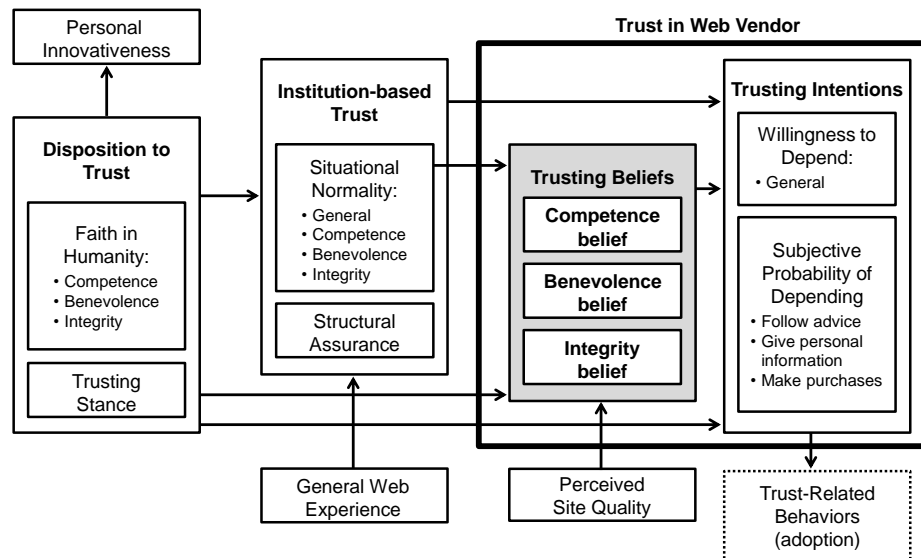 Personal
Innovativeness
Trust in Web Vendor
Disposition to
Trust
Faith in
Humanity:
• Competence
• Benevolence
• Integrity
Trusting
Stance
Institution-based
Trust
Situational
Normality:
• General
• Competence
• Benevolence
• Integrity
Structural
Assurance
General Web
Experience
Trusting Beliefs
Competence
belief
Benevolence
belief
Integrity
belief
Perceived
Site Quality
Trusting Intentions
Willingness to
Depend:
• General
Subjective
Probability of
Depending
• Follow advice
• Give personal
information
• Make purchases
Trust-Related
Behaviors
(adoption)